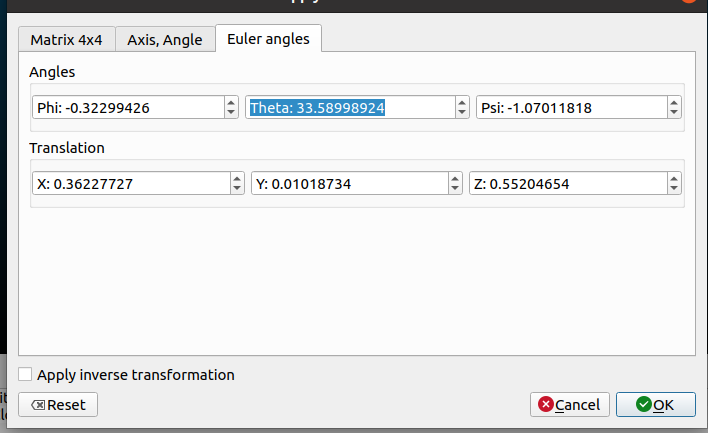 Matrix 4x4 Axis, Angle Euler angles
Angles
Phi: -0.32299426 Theta: 33.58998924 Psi: -1.07011818
Translation
X: 0.36227727 Y: 0.01018734 Z: 0.55204654
Apply inverse transformation
Reset Cancel OK